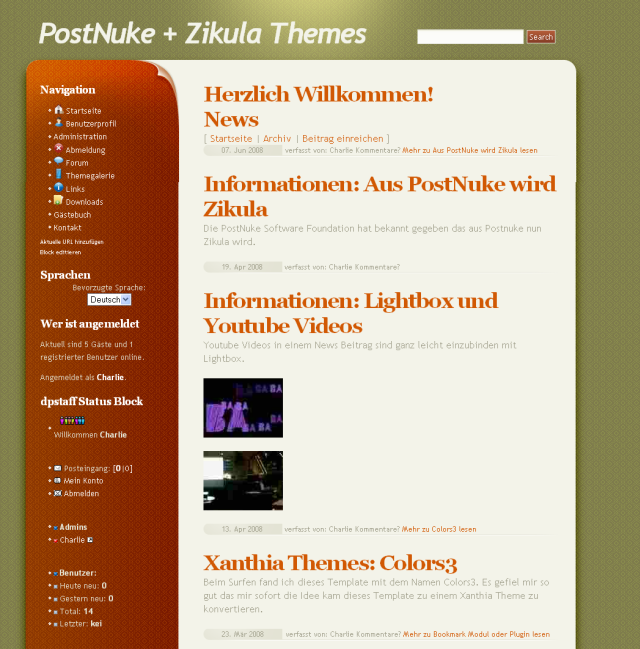 PostNuke + Zikula Themes
Search
Navigation
Startseite
Benutzerprofil
Administration
Abmeldung
Forum
Themegalerie
Links
Downloads
Gästebuch
Kontakt
Aktuelle URL hinzufügen
Block editieren
Sprachen
Bevorzugte Sprache:
Deutsch
Wer ist angemeldet
Aktuell sind 5 Gäste und 1
registrierter Benutzer online.
Angemeldet als Charlie.
dpstaff Status Block
Willkommen Charlie
Posteingang: [0|0]
Mein Konto
Abmelden
Admins
Charlie
Benutzer:
Heute neu: 0
Gestern neu: 0
Total: 14
Letzter: kei
Herzlich Willkommen!
News
[ Startseite | Archiv | Beitrag einreichen ]
07. Jun 2008 verfasst von: Charlie Kommentare? Mehr zu Aus PostNuke wird Zikula lesen
Informationen: Aus PostNuke wird
Zikula
Die PostNuke Software Foundation hat bekannt gegeben das aus Postnuke nun
Zikula wird.
19. Apr 2008 verfasst von: Charlie Kommentare?
Informationen: Lightbox und
Youtube Videos
Youtube Videos in einem News Beitrag sind ganz leicht einzubinden mit
Lightbox.
BA BA BA
BA BA
13. Apr 2008 verfasst von: Charlie Kommentare? Mehr zu Colors3 lesen
Xanthia Themes: Colors3
Beim Surfen fand ich dieses Template mit dem Namen Colors3. Es gefiel mir so
gut das mir sofort die Idee kam dieses Template zu einem Xanthia Theme zu
konvertieren.
23. Mär 2008 verfasst von: Charlie Kommentare? Mehr zu Bookmark Modul oder Plugin lesen